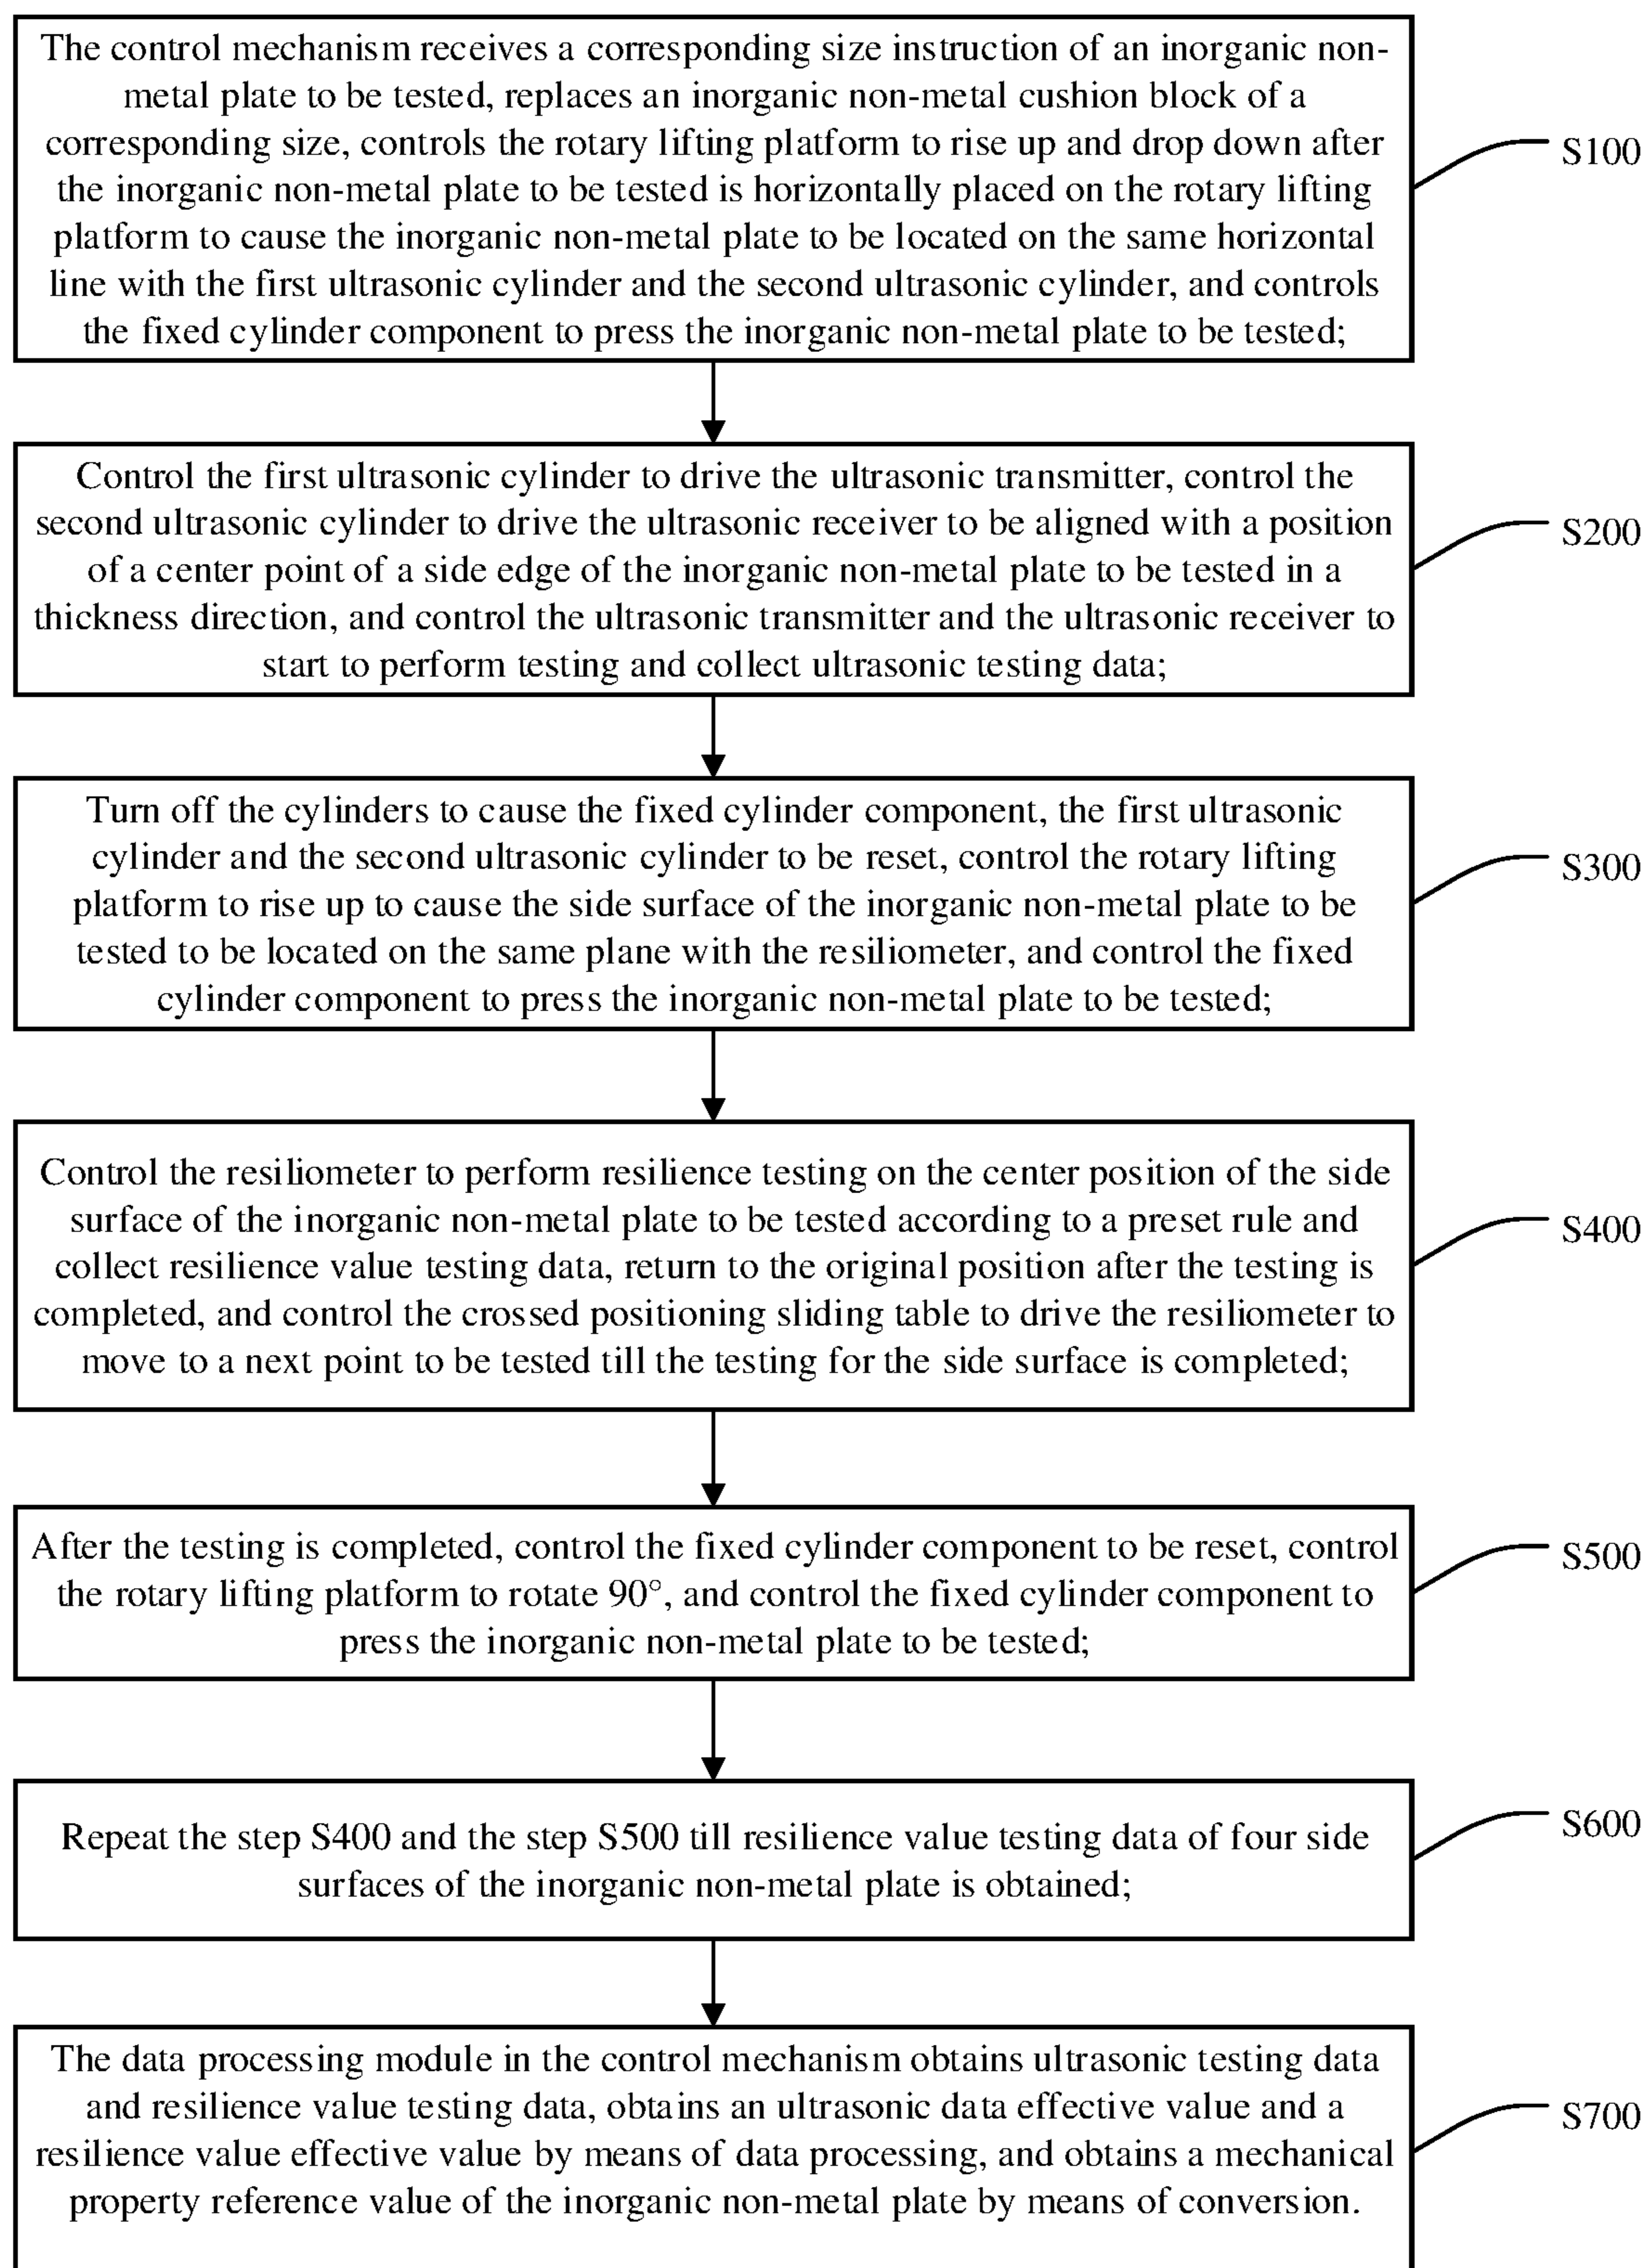 The control mechanism receives a corresponding size instruction of an inorganic non-
metal plate to be tested, replaces an inorganic non-metal cushion block of a
corresponding size, controls the rotary lifting platform to rise up and drop down after
the inorganic non-metal plate to be tested is horizontally placed on the rotary lifting
platform to cause the inorganic non-metal plate to be located on the same horizontal
line with the first ultrasonic cylinder and the second ultrasonic cylinder, and controls
the fixed cylinder component to press the inorganic non-metal plate to be tested;
S100
Control the first ultrasonic cylinder to drive the ultrasonic transmitter, control the
second ultrasonic cylinder to drive the ultrasonic receiver to be aligned with a position
of a center point of a side edge of the inorganic non-metal plate to be tested in a
thickness direction, and control the ultrasonic transmitter and the ultrasonic receiver to
start to perform testing and collect ultrasonic testing data;
S200
Turn off the cylinders to cause the fixed cylinder component, the first ultrasonic
cylinder and the second ultrasonic cylinder to be reset, control the rotary lifting
platform to rise up to cause the side surface of the inorganic non-metal plate to be
tested to be located on the same plane with the resiliometer, and control the fixed
cylinder component to press the inorganic non-metal plate to be tested;
S300
Control the resiliometer to perform resilience testing on the center position of the side
surface of the inorganic non-metal plate to be tested according to a preset rule and
collect resilience value testing data, return to the original position after the testing is
completed, and control the crossed positioning sliding table to drive the resiliometer to
move to a next point to be tested till the testing for the side surface is completed;
S400
After the testing is completed, control the fixed cylinder component to be reset, control
the rotary lifting platform to rotate 90°, and control the fixed cylinder component to
press the inorganic non-metal plate to be tested;
S500
Repeat the step S400 and the step S500 till resilience value testing data of four side
surfaces of the inorganic non-metal plate is obtained;
S600
The data processing module in the control mechanism obtains ultrasonic testing data
and resilience value testing data, obtains an ultrasonic data effective value and a
resilience value effective value by means of data processing, and obtains a mechanical
property reference value of the inorganic non-metal plate by means of conversion.
S700